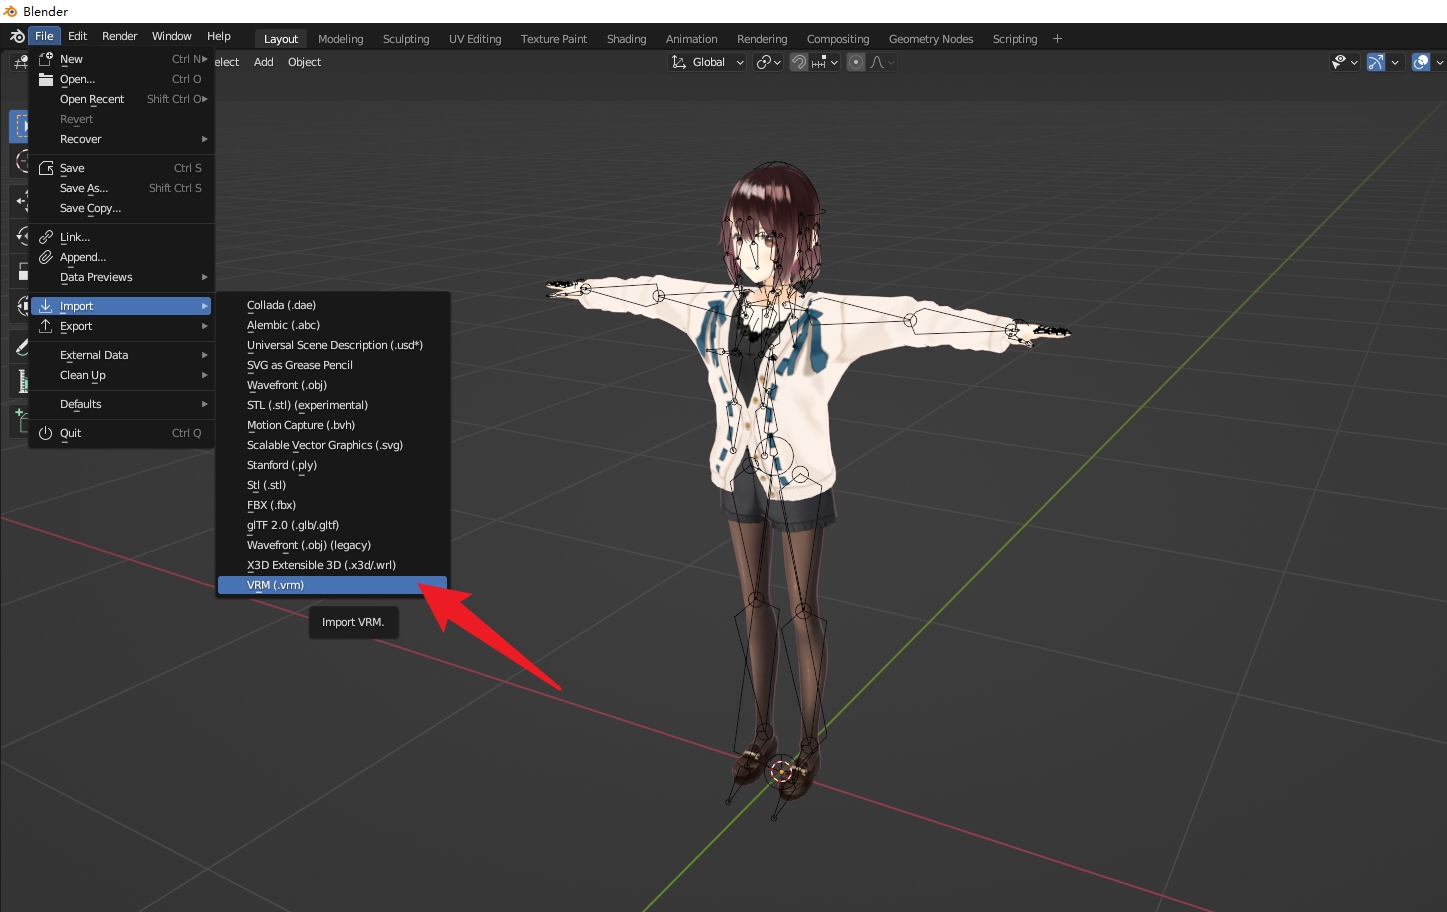 Blender
File Edit Render Window Help Layout Modeling Sculpting UV Editing Texture Paint Shading Animation Rendering Compositing Geometry Nodes Scripting +
elect Add Object Global
New Ctrl N
Open... Ctrl O
Open Recent Shift Ctrl O
Revert
Recover
Save Ctrl S
Save As... Shift Ctrl S
Save Copy...
Link...
Append...
Data Previews
Import
Export
External Data
Clean Up
Defaults
Quit Ctrl Q
Collada (.dae)
Alembic (.abc)
Universal Scene Description (.usd*)
SVG as Grease Pencil
Wavefront (.obj)
STL (.stl) (experimental)
Motion Capture (.bvh)
Scalable Vector Graphics (.svg)
Stanford (.ply)
Stl (.stl)
FBX (.fbx)
glTF 2.0 (.glb/.gltf)
Wavefront (.obj) (legacy)
X3D Extensible 3D (.x3d/.wrl)
VRM (.vrm)
Import VRM.